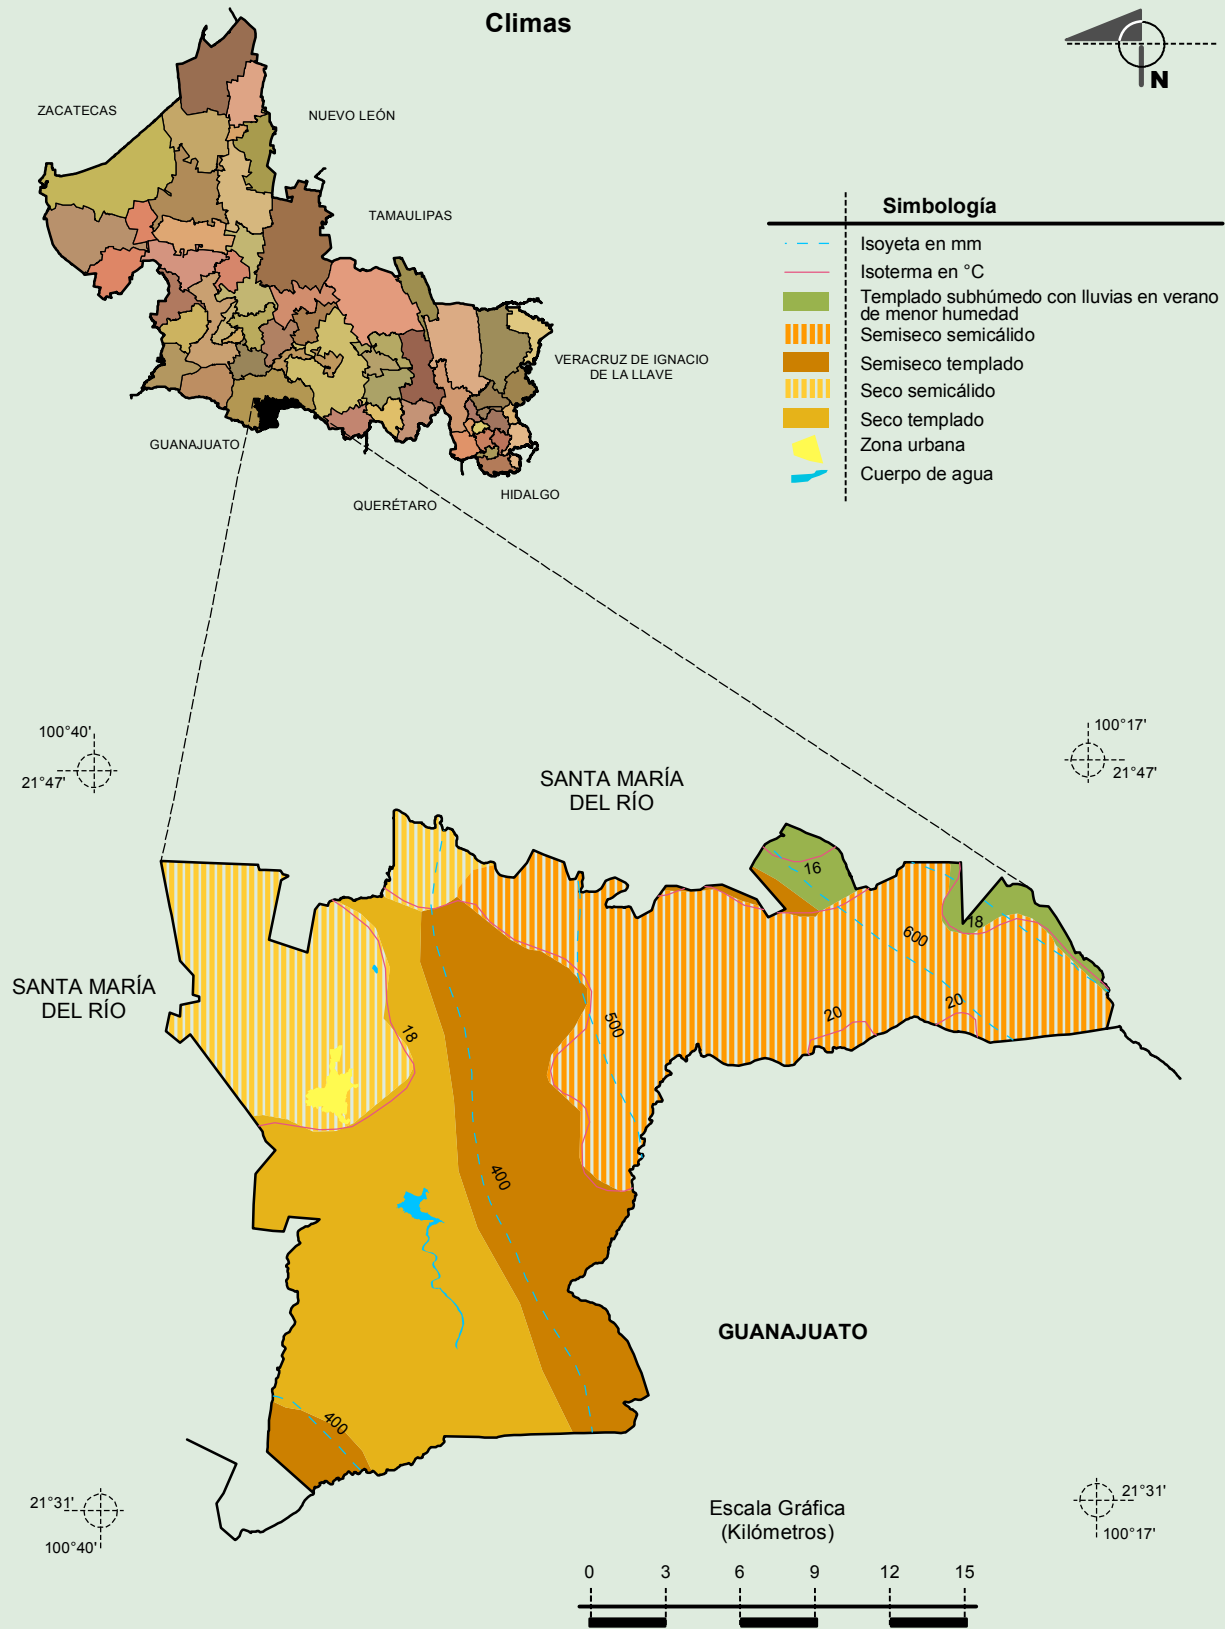 Climas
N
ZACATECAS
NUEVO LEÓN
TAMAULIPAS
VERACRUZ DE IGNACIO
DE LA LLAVE
GUANAJUATO
QUERÉTARO
HIDALGO
Simbología
Isoyeta en mm
Isoterma en °C
Templado subhúmedo con lluvias en verano
de menor humedad
Semiseco semicálido
Semiseco templado
Seco semicálido
Seco templado
Zona urbana
Cuerpo de agua
100°40'
21°47'
100°17'
21°47'
SANTA MARÍA
DEL RÍO
16
18
600
SANTA MARÍA
DEL RÍO
20
20
500
18
400
GUANAJUATO
400
21°31'
100°40'
21°31'
100°17'
Escala Gráfica
(Kilómetros)
0 3 6 9 12 15